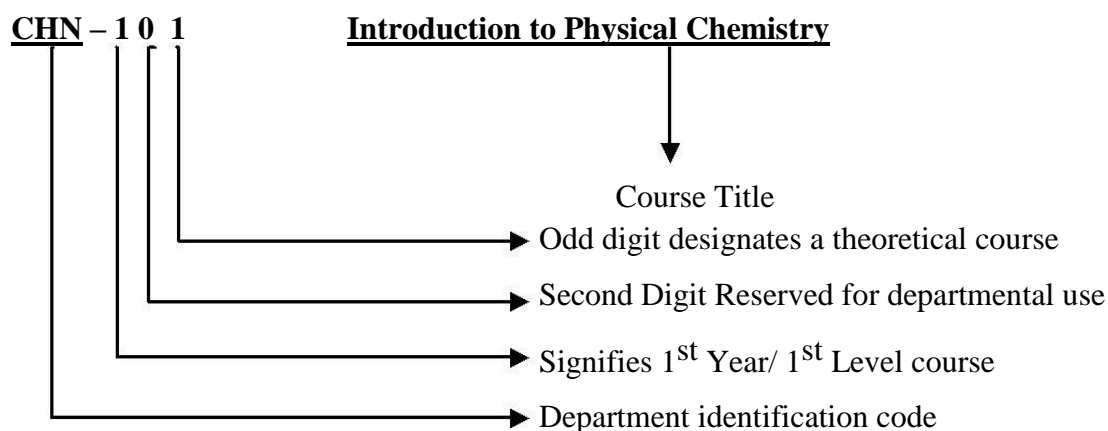 CHN – 1 0 1 Introduction to Physical Chemistry
Course Title
Odd digit designates a theoretical course
Second Digit Reserved for departmental use
Signifies 1st Year/ 1st Level course
Department identification code